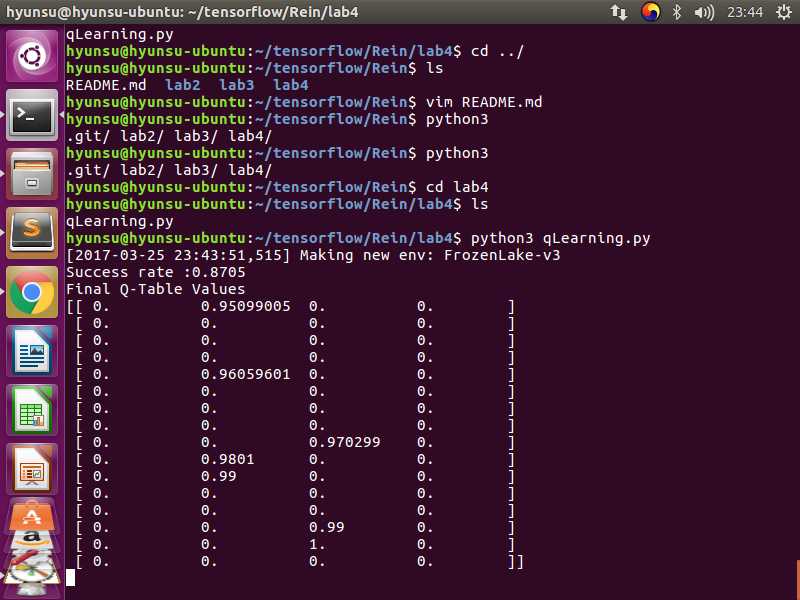 hyunsu@hyunsu-ubuntu: ~/tensorflow/Rein/lab4 23:44
qLearning.py
hyunsu@hyunsu-ubuntu:~/tensorflow/Rein/lab4$ cd ../
hyunsu@hyunsu-ubuntu:~/tensorflow/Rein$ ls
README.md lab2 lab3 lab4
hyunsu@hyunsu-ubuntu:~/tensorflow/Rein$ vim README.md
hyunsu@hyunsu-ubuntu:~/tensorflow/Rein$ python3
.git/ lab2/ lab3/ lab4/
hyunsu@hyunsu-ubuntu:~/tensorflow/Rein$ python3
.git/ lab2/ lab3/ lab4/
hyunsu@hyunsu-ubuntu:~/tensorflow/Rein$ cd lab4
hyunsu@hyunsu-ubuntu:~/tensorflow/Rein/lab4$ ls
qLearning.py
hyunsu@hyunsu-ubuntu:~/tensorflow/Rein/lab4$ python3 qLearning.py
[2017-03-25 23:43:51,515] Making new env: FrozenLake-v3
Success rate :0.8705
Final Q-Table Values
[[ 0. 0.95099005 0. 0. ]
[ 0. 0. 0. 0. ]
[ 0. 0. 0. 0. ]
[ 0. 0. 0. 0. ]
[ 0. 0.96059601 0. 0. ]
[ 0. 0. 0. 0. ]
[ 0. 0. 0. 0. ]
[ 0. 0. 0. 0. ]
[ 0. 0. 0.970299 0. ]
[ 0. 0.9801 0. 0. ]
[ 0. 0.99 0. 0. ]
[ 0. 0. 0. 0. ]
[ 0. 0. 0. 0. ]
[ 0. 0. 0.99 0. ]
[ 0. 0. 1. 0. ]
[ 0. 0. 0. 0. ]]